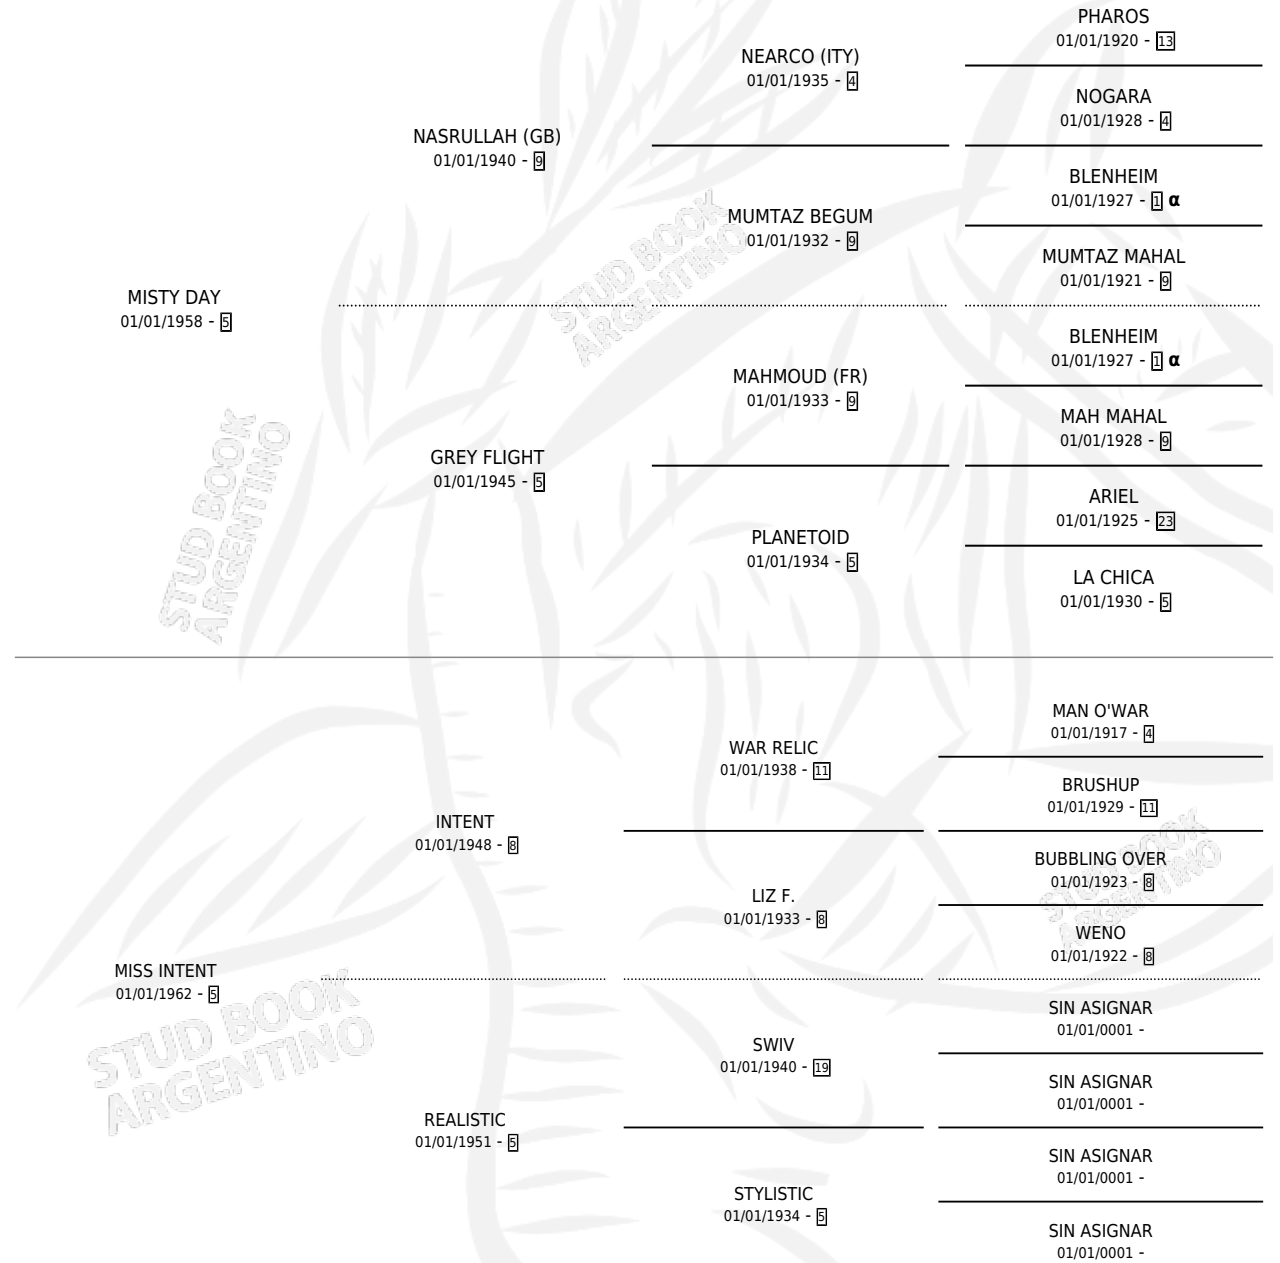 PHAROS
01/01/1920 - 13
NEARCO (ITY)
01/01/1935 - 4
NOGARA
01/01/1928 - 4
NASRULLAH (GB)
01/01/1940 - 9
BLENHEIM
01/01/1927 - 1 α
MUMTAZ BEGUM
01/01/1932 - 9
MUMTAZ MAHAL
01/01/1921 - 9
MISTY DAY
01/01/1958 - 5
BLENHEIM
01/01/1927 - 1 α
MAHMOUD (FR)
01/01/1933 - 9
MAH MAHAL
01/01/1928 - 9
GREY FLIGHT
01/01/1945 - 5
ARIEL
01/01/1925 - 23
PLANETOID
01/01/1934 - 5
LA CHICA
01/01/1930 - 5
MAN O'WAR
01/01/1917 - 4
WAR RELIC
01/01/1938 - 11
BRUSHUP
01/01/1929 - 11
INTENT
01/01/1948 - 8
BUBBLING OVER
01/01/1923 - 8
LIZ F.
01/01/1933 - 8
WENO
01/01/1922 - 8
MISS INTENT
01/01/1962 - 5
SIN ASIGNAR
01/01/0001 -
SWIV
01/01/1940 - 19
SIN ASIGNAR
01/01/0001 -
REALISTIC
01/01/1951 - 5
SIN ASIGNAR
01/01/0001 -
STYLISTIC
01/01/1934 - 5
SIN ASIGNAR
01/01/0001 -
STUD BOOK
ARGENTINO
STUD BOOK
ARGENTINO
STUD BOOK
ARGENTINO
STUD BOOK
ARGENTINO